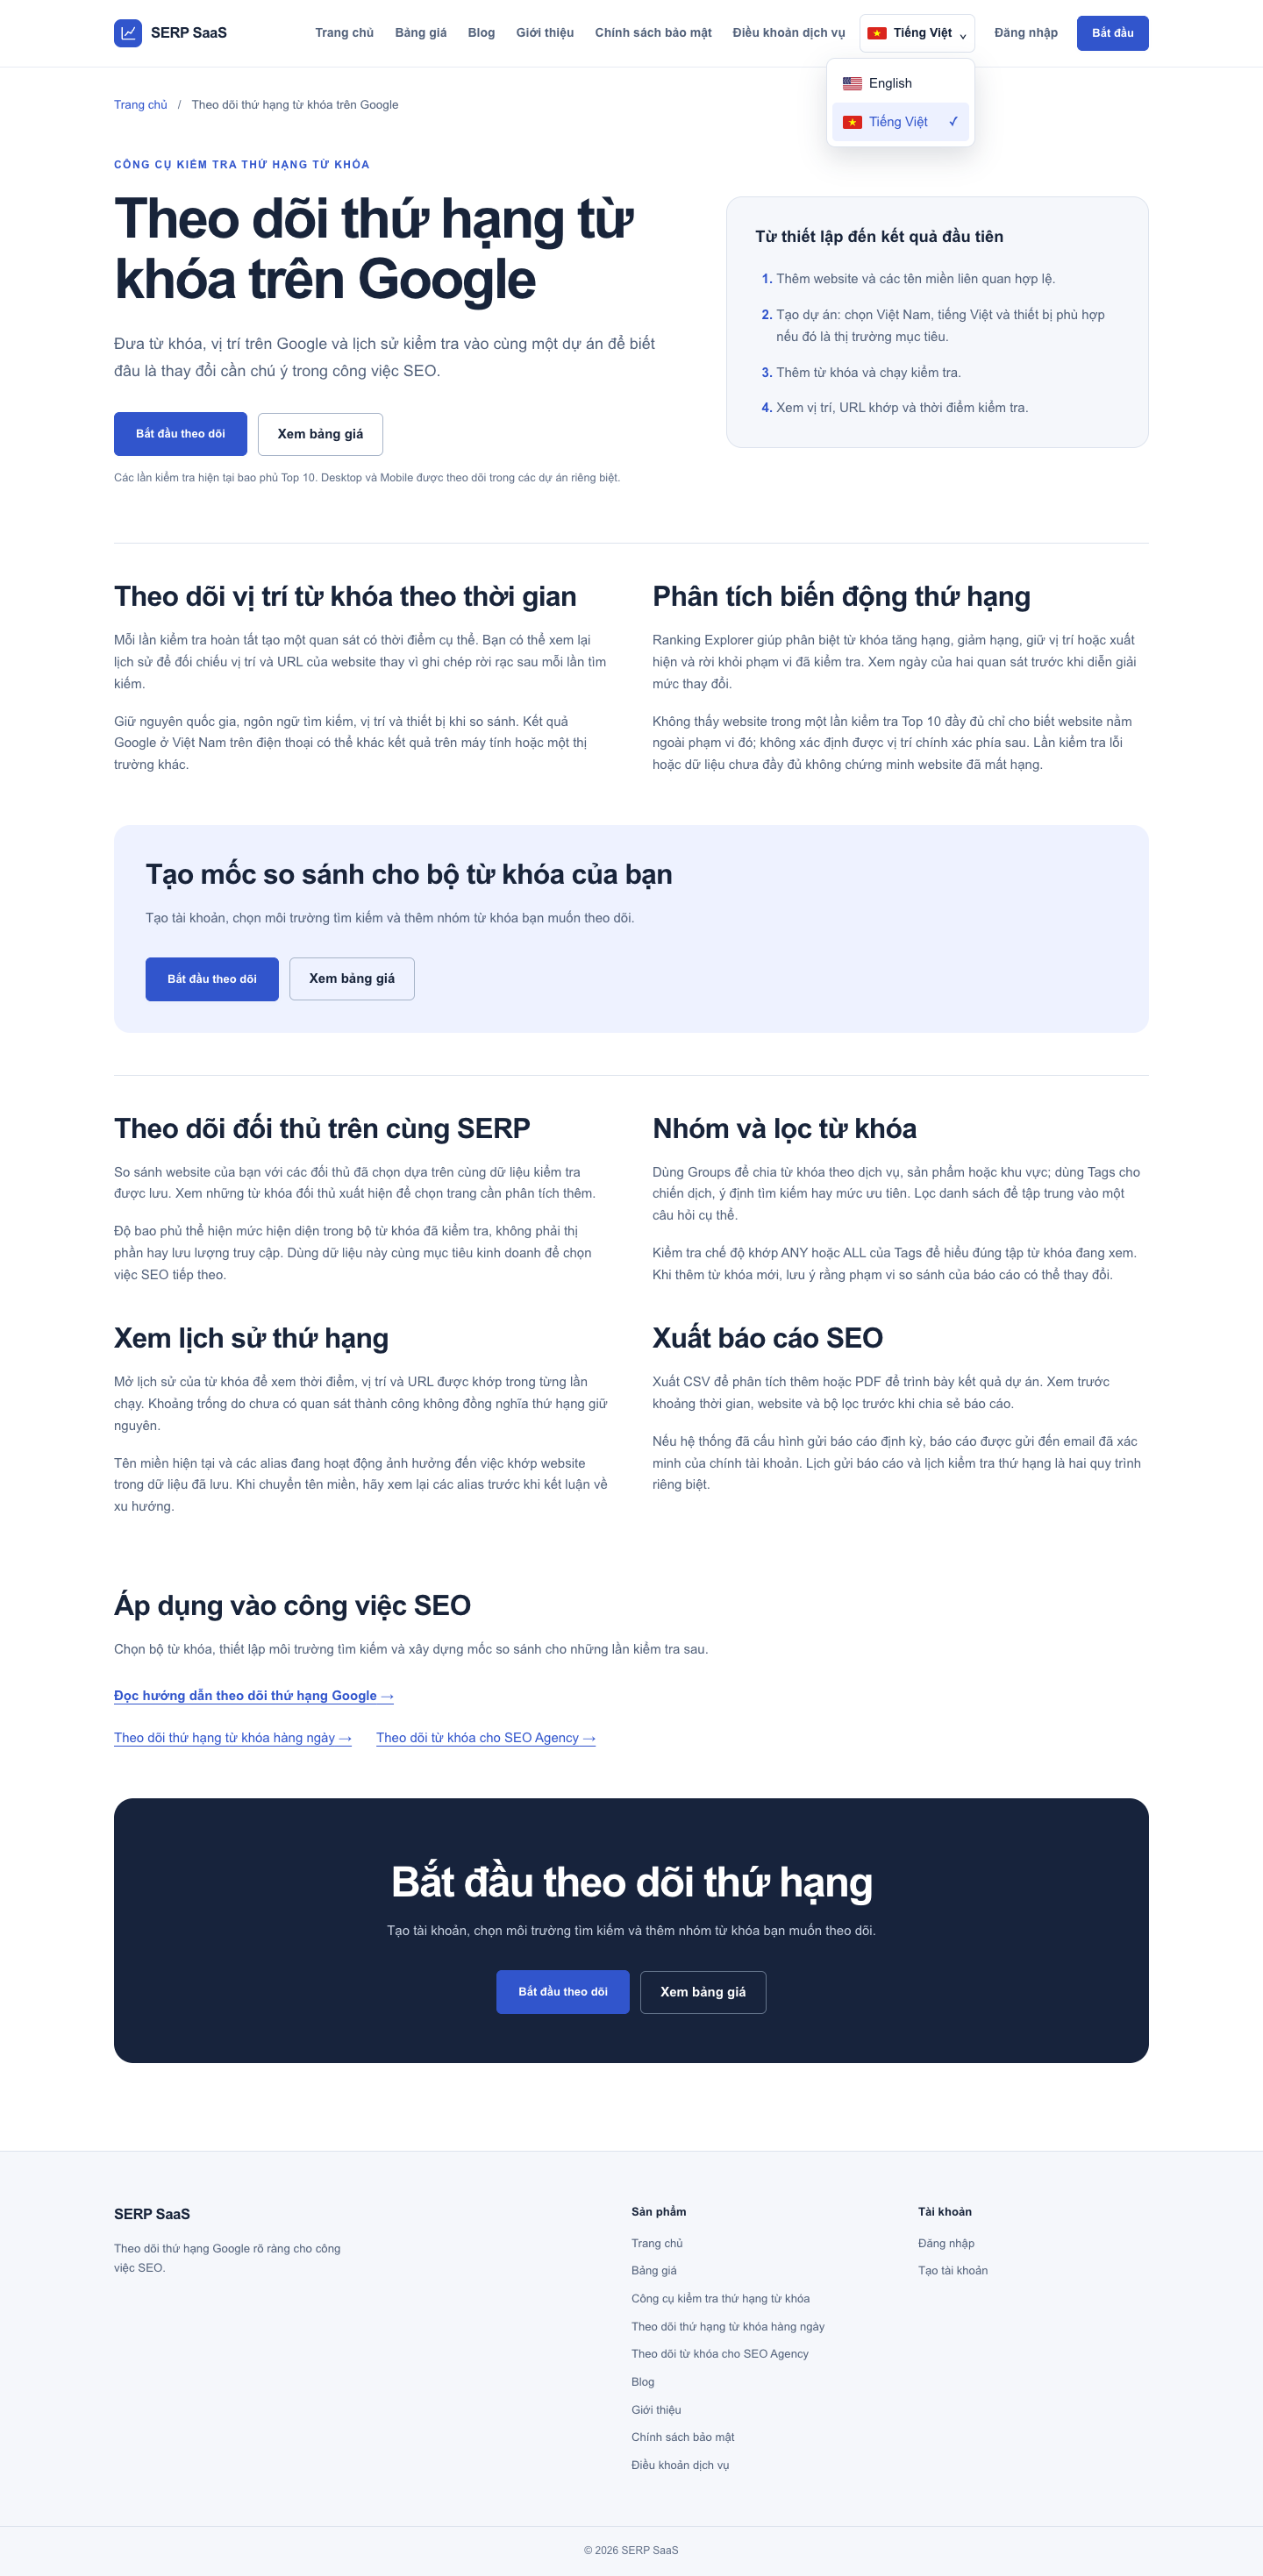 SERP SaaS
Trang chủ
Bảng giá
Blog
Giới thiệu
Chính sách bảo mật
Điều khoản dịch vụ
Tiếng Việt
Đăng nhập
Bắt đầu
English
Tiếng Việt ✓
Trang chủ / Theo dõi thứ hạng từ khóa trên Google
CÔNG CỤ KIỂM TRA THỨ HẠNG TỪ KHÓA
Theo dõi thứ hạng từ
khóa trên Google
Đưa từ khóa, vị trí trên Google và lịch sử kiểm tra vào cùng một dự án để biết
đâu là thay đổi cần chú ý trong công việc SEO.
Bắt đầu theo dõi
Xem bảng giá
Các lần kiểm tra hiện tại bao phủ Top 10. Desktop và Mobile được theo dõi trong các dự án riêng biệt.
Từ thiết lập đến kết quả đầu tiên
1. Thêm website và các tên miền liên quan hợp lệ.
2. Tạo dự án: chọn Việt Nam, tiếng Việt và thiết bị phù hợp
nếu đó là thị trường mục tiêu.
3. Thêm từ khóa và chạy kiểm tra.
4. Xem vị trí, URL khớp và thời điểm kiểm tra.
Theo dõi vị trí từ khóa theo thời gian
Mỗi lần kiểm tra hoàn tất tạo một quan sát có thời điểm cụ thể. Bạn có thể xem lại
lịch sử để đối chiếu vị trí và URL của website thay vì ghi chép rời rạc sau mỗi lần tìm
kiếm.
Giữ nguyên quốc gia, ngôn ngữ tìm kiếm, vị trí và thiết bị khi so sánh. Kết quả
Google ở Việt Nam trên điện thoại có thể khác kết quả trên máy tính hoặc một thị
trường khác.
Phân tích biến động thứ hạng
Ranking Explorer giúp phân biệt từ khóa tăng hạng, giảm hạng, giữ vị trí hoặc xuất
hiện và rời khỏi phạm vi đã kiểm tra. Xem ngày của hai quan sát trước khi diễn giải
mức thay đổi.
Không thấy website trong một lần kiểm tra Top 10 đầy đủ chỉ cho biết website nằm
ngoài phạm vi đó; không xác định được vị trí chính xác phía sau. Lần kiểm tra lỗi
hoặc dữ liệu chưa đầy đủ không chứng minh website đã mất hạng.
Tạo mốc so sánh cho bộ từ khóa của bạn
Tạo tài khoản, chọn môi trường tìm kiếm và thêm nhóm từ khóa bạn muốn theo dõi.
Bắt đầu theo dõi
Xem bảng giá
Theo dõi đối thủ trên cùng SERP
So sánh website của bạn với các đối thủ đã chọn dựa trên cùng dữ liệu kiểm tra
được lưu. Xem những từ khóa đối thủ xuất hiện để chọn trang cần phân tích thêm.
Độ bao phủ thể hiện mức hiện diện trong bộ từ khóa đã kiểm tra, không phải thị
phần hay lưu lượng truy cập. Dùng dữ liệu này cùng mục tiêu kinh doanh để chọn
việc SEO tiếp theo.
Nhóm và lọc từ khóa
Dùng Groups để chia từ khóa theo dịch vụ, sản phẩm hoặc khu vực; dùng Tags cho
chiến dịch, ý định tìm kiếm hay mức ưu tiên. Lọc danh sách để tập trung vào một
câu hỏi cụ thể.
Kiểm tra chế độ khớp ANY hoặc ALL của Tags để hiểu đúng tập từ khóa đang xem.
Khi thêm từ khóa mới, lưu ý rằng phạm vi so sánh của báo cáo có thể thay đổi.
Xem lịch sử thứ hạng
Mở lịch sử của từ khóa để xem thời điểm, vị trí và URL được khớp trong từng lần
chạy. Khoảng trống do chưa có quan sát thành công không đồng nghĩa thứ hạng giữ
nguyên.
Tên miền hiện tại và các alias đang hoạt động ảnh hưởng đến việc khớp website
trong dữ liệu đã lưu. Khi chuyển tên miền, hãy xem lại các alias trước khi kết luận về
xu hướng.
Xuất báo cáo SEO
Xuất CSV để phân tích thêm hoặc PDF để trình bày kết quả dự án. Xem trước
khoảng thời gian, website và bộ lọc trước khi chia sẻ báo cáo.
Nếu hệ thống đã cấu hình gửi báo cáo định kỳ, báo cáo được gửi đến email đã xác
minh của chính tài khoản. Lịch gửi báo cáo và lịch kiểm tra thứ hạng là hai quy trình
riêng biệt.
Áp dụng vào công việc SEO
Chọn bộ từ khóa, thiết lập môi trường tìm kiếm và xây dựng mốc so sánh cho những lần kiểm tra sau.
Đọc hướng dẫn theo dõi thứ hạng Google →
Theo dõi thứ hạng từ khóa hàng ngày →
Theo dõi từ khóa cho SEO Agency →
Bắt đầu theo dõi thứ hạng
Tạo tài khoản, chọn môi trường tìm kiếm và thêm nhóm từ khóa bạn muốn theo dõi.
Bắt đầu theo dõi
Xem bảng giá
SERP SaaS
Theo dõi thứ hạng Google rõ ràng cho công
việc SEO.
Sản phẩm
Trang chủ
Bảng giá
Công cụ kiểm tra thứ hạng từ khóa
Theo dõi thứ hạng từ khóa hàng ngày
Theo dõi từ khóa cho SEO Agency
Blog
Giới thiệu
Chính sách bảo mật
Điều khoản dịch vụ
Tài khoản
Đăng nhập
Tạo tài khoản
© 2026 SERP SaaS